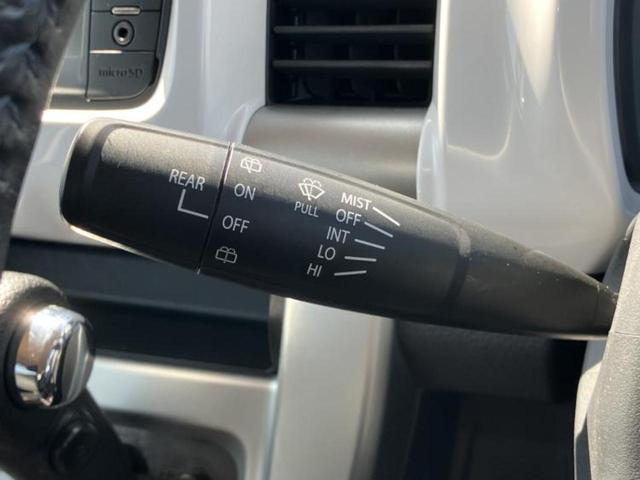 microSD
REAR
ON
OFF
PULL
MIST
OFF
INT
LO
HI